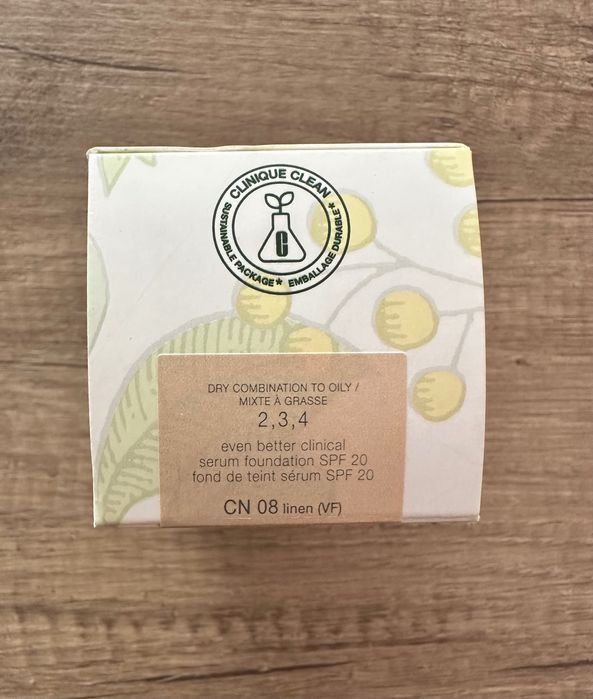 CLINIQUE CLEAN
SUSTAINABLE PACKAGE* EMBALLAGE DURABLE*
C
DRY COMBINATION TO OILY /
MIXTE À GRASSE
2,3,4
even better clinical
serum foundation SPF 20
fond de teint sérum SPF 20
CN 08 linen (VF)